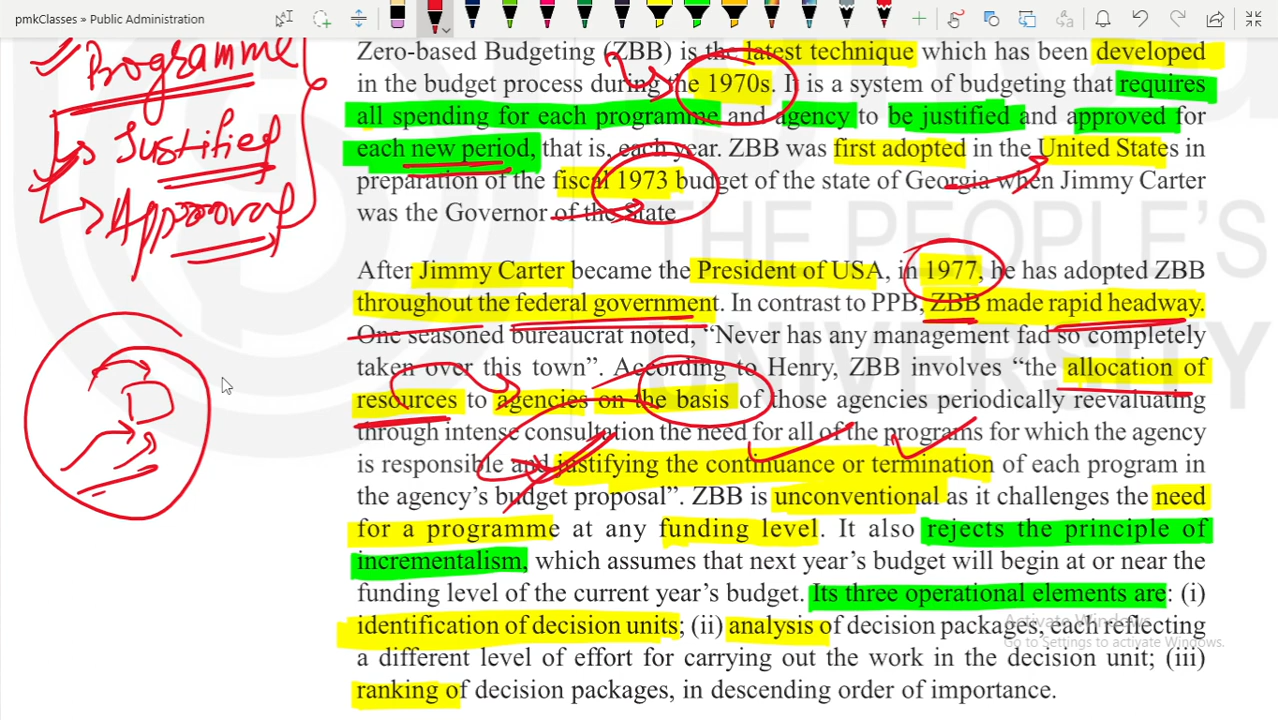 pmkClasses » Public Administration
Programme
Justified
Approval
Zero-based Budgeting (ZBB) is the latest technique which has been developed
in the budget process during the 1970s. It is a system of budgeting that requires
all spending for each programme and agency to be justified and approved for
each new period, that is, each year. ZBB was first adopted in the United States in
preparation of the fiscal 1973 budget of the state of Georgia when Jimmy Carter
was the Governor of the State
After Jimmy Carter became the President of USA, in 1977, he has adopted ZBB
throughout the federal government. In contrast to PPB, ZBB made rapid headway.
One seasoned bureaucrat noted, “Never has any management fad so completely
taken over this town”. According to Henry, ZBB involves “the allocation of
resources to agencies on the basis of those agencies periodically reevaluating
through intense consultation the need for all of the programs for which the agency
is responsible and justifying the continuance or termination of each program in
the agency’s budget proposal”. ZBB is unconventional as it challenges the need
for a programme at any funding level. It also rejects the principle of
incrementalism, which assumes that next year’s budget will begin at or near the
funding level of the current year’s budget. Its three operational elements are: (i)
identification of decision units; (ii) analysis of decision packages, each reflecting
a different level of effort for carrying out the work in the decision unit; (iii)
ranking of decision packages, in descending order of importance.
D
THE PEOPLE'S
UNIVERSITY
Activate Windows
Go to Settings to activate Windows.